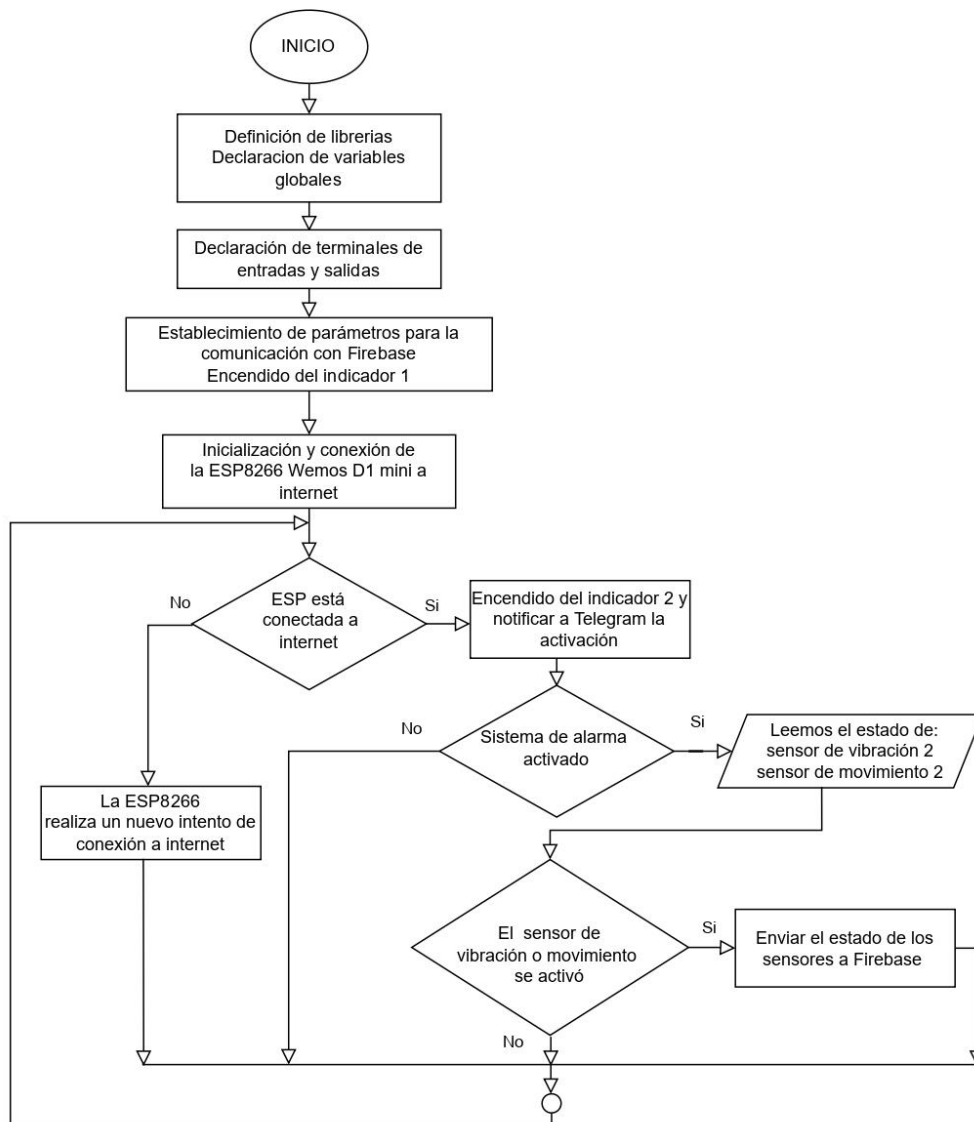 INICIO
Definición de librerias
Declaracion de variables
globales
Declaración de terminales de
entradas y salidas
Establecimiento de parámetros para la
comunicación con Firebase
Encendido del indicador 1
Inicialización y conexión de
la ESP8266 Wemos D1 mini a
internet
No
ESP está
conectada a
internet
Si
Encendido del indicador 2 y
notificar a Telegram la
activación
No
Sistema de alarma
activado
Si
Leemos el estado de:
sensor de vibración 2
sensor de movimiento 2
La ESP8266
realiza un nuevo intento de
conexión a internet
El sensor de
vibración o movimiento
se activó
Si
Enviar el estado de los
sensores a Firebase
No